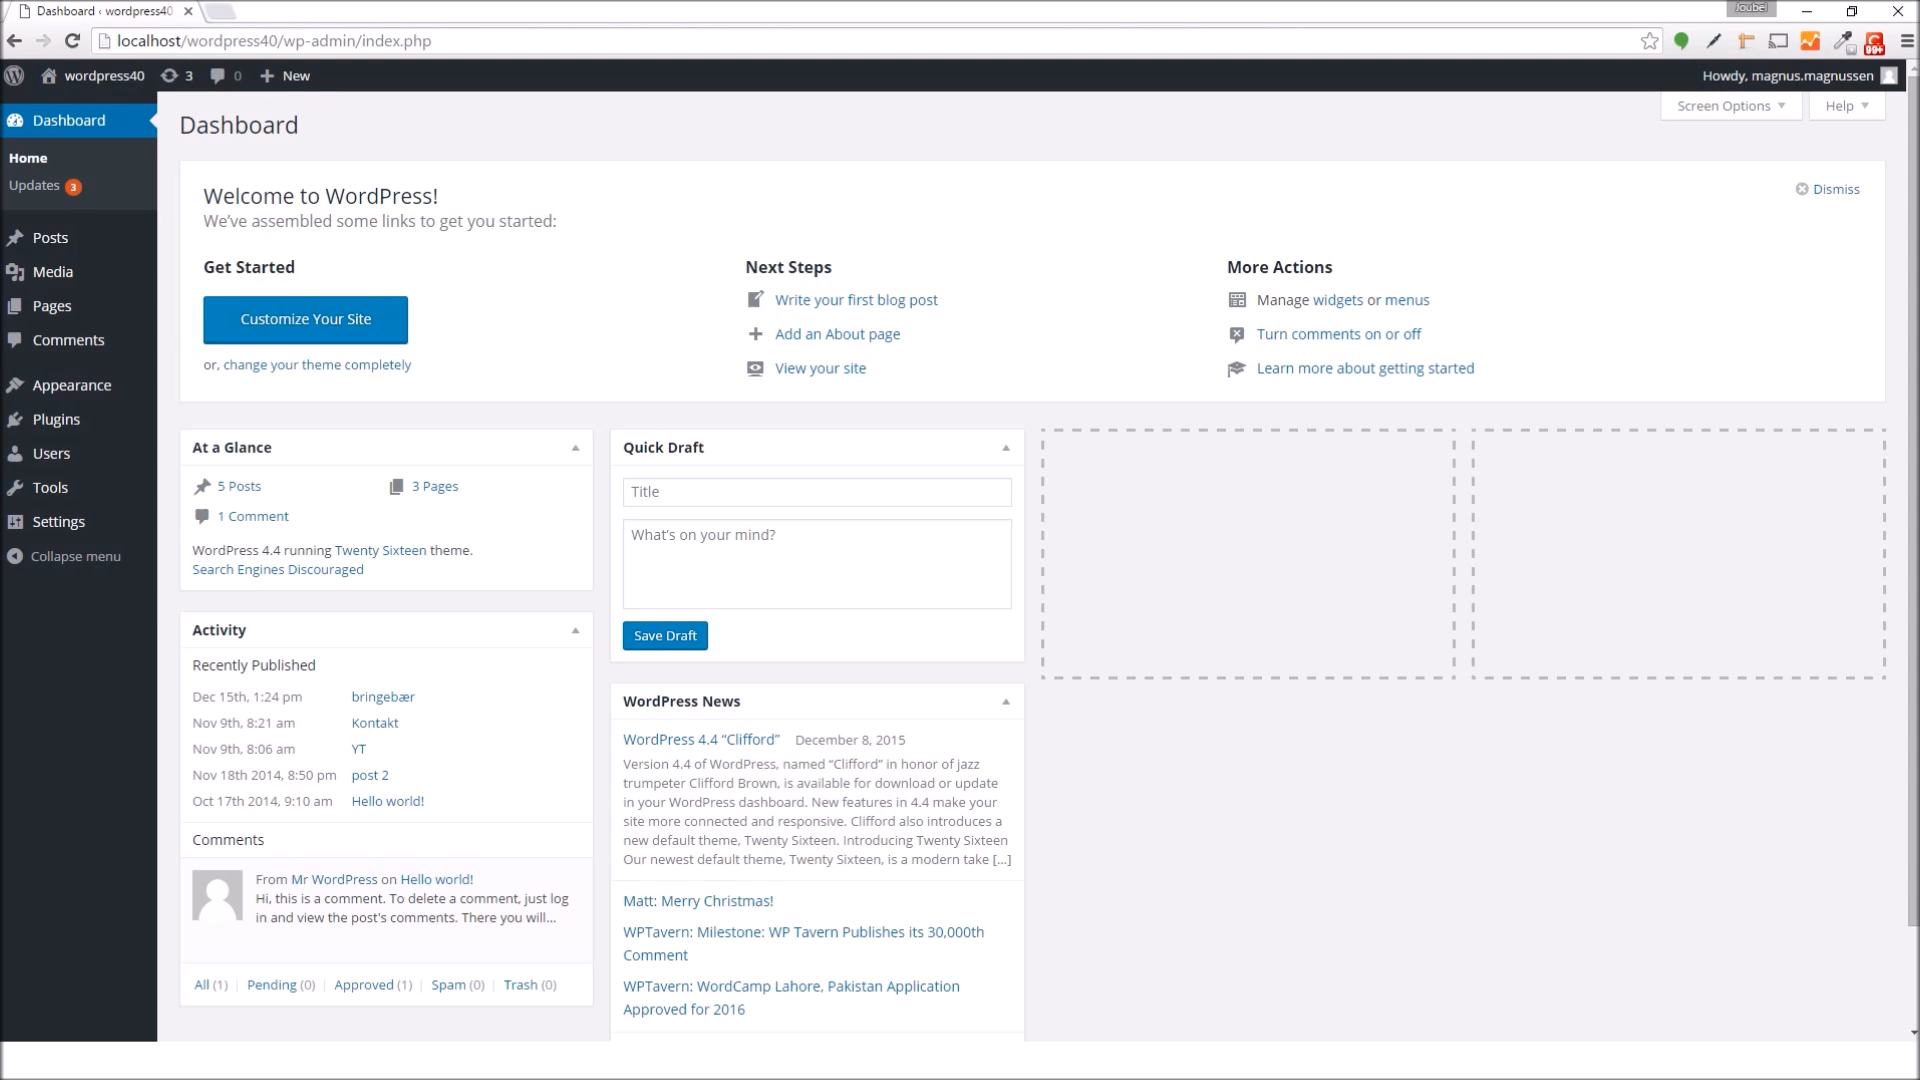 Dashboard ‹ wordpress40
Joubel
localhost/wordpress40/wp-admin/index.php
99+
wordpress40 3 0 New
Howdy, magnus.magnussen
Dashboard
Home
Updates 3
Posts
Media
Pages
Comments
Appearance
Plugins
Users
Tools
Settings
Collapse menu
Screen Options
Help
Dashboard
Welcome to WordPress!
We’ve assembled some links to get you started:
Dismiss
Get Started
Customize Your Site
or, change your theme completely
Next Steps
Write your first blog post
Add an About page
View your site
More Actions
Manage widgets or menus
Turn comments on or off
Learn more about getting started
At a Glance
5 Posts
3 Pages
1 Comment
WordPress 4.4 running Twenty Sixteen theme.
Search Engines Discouraged
Activity
Recently Published
Dec 15th, 1:24 pm bringebær
Nov 9th, 8:21 am Kontakt
Nov 9th, 8:06 am YT
Nov 18th 2014, 8:50 pm post 2
Oct 17th 2014, 9:10 am Hello world!
Comments
From Mr WordPress on Hello world!
Hi, this is a comment. To delete a comment, just log
in and view the post's comments. There you will…
All (1) | Pending (0) | Approved (1) | Spam (0) | Trash (0)
Quick Draft
Title
What’s on your mind?
Save Draft
WordPress News
WordPress 4.4 “Clifford” December 8, 2015
Version 4.4 of WordPress, named “Clifford” in honor of jazz
trumpeter Clifford Brown, is available for download or update
in your WordPress dashboard. New features in 4.4 make your
site more connected and responsive. Clifford also introduces a
new default theme, Twenty Sixteen. Introducing Twenty Sixteen
Our newest default theme, Twenty Sixteen, is a modern take […]
Matt: Merry Christmas!
WPTavern: Milestone: WP Tavern Publishes its 30,000th
Comment
WPTavern: WordCamp Lahore, Pakistan Application
Approved for 2016